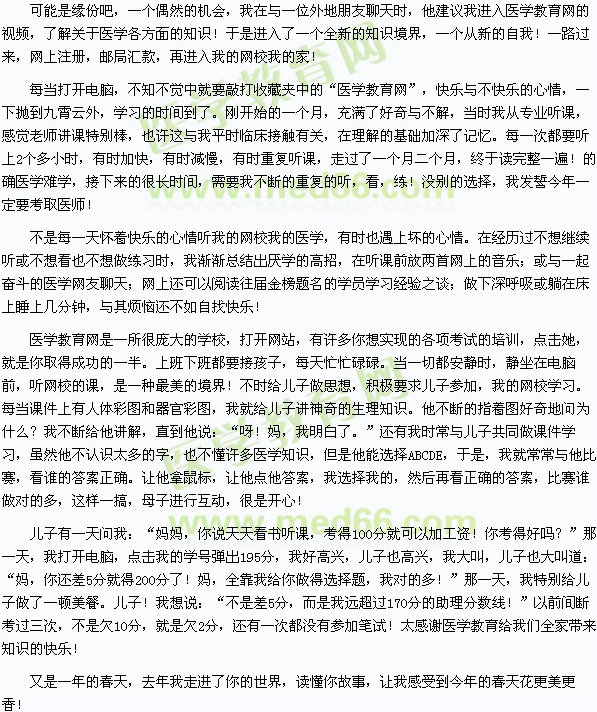 可能是缘份吧，一个偶然的机会，我在与一位外地朋友聊天时，他建议我进入医学教育网的
视频，了解关于医学各方面的知识！于是进入了一个全新的知识境界，一个从新的自我！一路过
来，网上注册，邮局汇款，再进入我的网校我的家！
每当打开电脑，不知不觉中就要敲打收藏夹中的“医学教育网”，快乐与不快乐的心情，一
下抛到九霄云外，学习的时间到了。刚开始的一个月，充满了好奇与不解，当时我从专业听课，
感觉老师讲课特别棒，也许这与我平时临床接触有关，在理解的基础加深了记忆。每一次都要听
上2个多小时，有时加快，有时减慢，有时重复听课，走过了一个月二个月，终于读完整一遍！的
确医学难学，接下来的很长时间，需要我不断的重复的听，看，练！没别的选择，我发誓今年一
定要考取医师！
不是每一天怀着快乐的心情听我的网校我的医学，有时也遇上坏的心情。在经历过不想继续
听或不想看也不想做练习时，我渐渐总结出厌学的高招，在听课前放两首网上的音乐；或与一起
奋斗的医学网友聊天；网上还可以阅读往届金榜题名的学员学习经验之谈；做下深呼吸或躺在床
上睡上几分钟，与其烦恼还不如自找快乐！
医学教育网是一所很庞大的学校，打开网站，有许多你想实现的各项考试的培训，点击她，
就是你取得成功的一半。上班下班都要接孩子，每天忙忙碌碌。当一切都安静时，静坐在电脑
前，听网校的课，是一种最美的境界！不时给儿子做思想，积极要求儿子参加，我的网校学习。
每当课件上有人体彩图和器官彩图，我就给儿子讲神奇的生理知识。他不断的指着图好奇地问为
什么？我不断给他讲解，直到他说：“呀！妈，我明白了。”还有我时常与儿子共同做课件学
习，虽然他不认识太多的字，也不懂许多医学知识，但是他能选择ABCDE，于是，我就常常与他比
赛，看谁的答案正确。让他拿鼠标，让他点他答案，我选择我的，然后再看正确的答案，比赛谁
做对的多，这样一搞，母子进行互动，很是开心！
儿子有一天问我：“妈妈，你说天天看书听课，考得100分就可以加工资！你考得好吗？”那
一天，我打开电脑，点击我的学号弹出195分，我好高兴，儿子也高兴，我大叫，儿子也大叫道：
“妈，你还差5分就得200分了！妈，全靠我给你做得选择题，我对的多！”那一天，我特别给儿
子做了一顿美餐。儿子！我想说：“不是差5分，而是我远超过170分的助理分数线！”以前间断
考过三次，不是欠10分，就是欠2分，还有一次都没有参加笔试！太感谢医学教育给我们全家带来
知识的快乐！
又是一年的春天，去年我走进了你的世界，读懂你故事，让我感受到今年的春天花更美更
香！
医学教育网
www.med66.com
医学教育网
www.med66.com